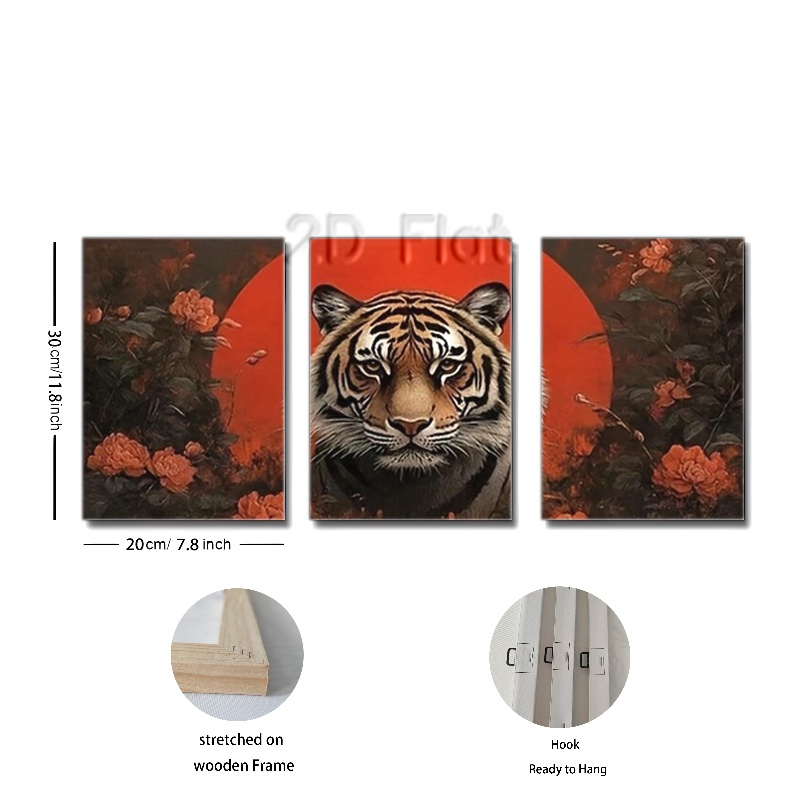 2D Flat
30cm/11.8inch
20cm/ 7.8 inch
stretched on
wooden Frame
Hook
Ready to Hang